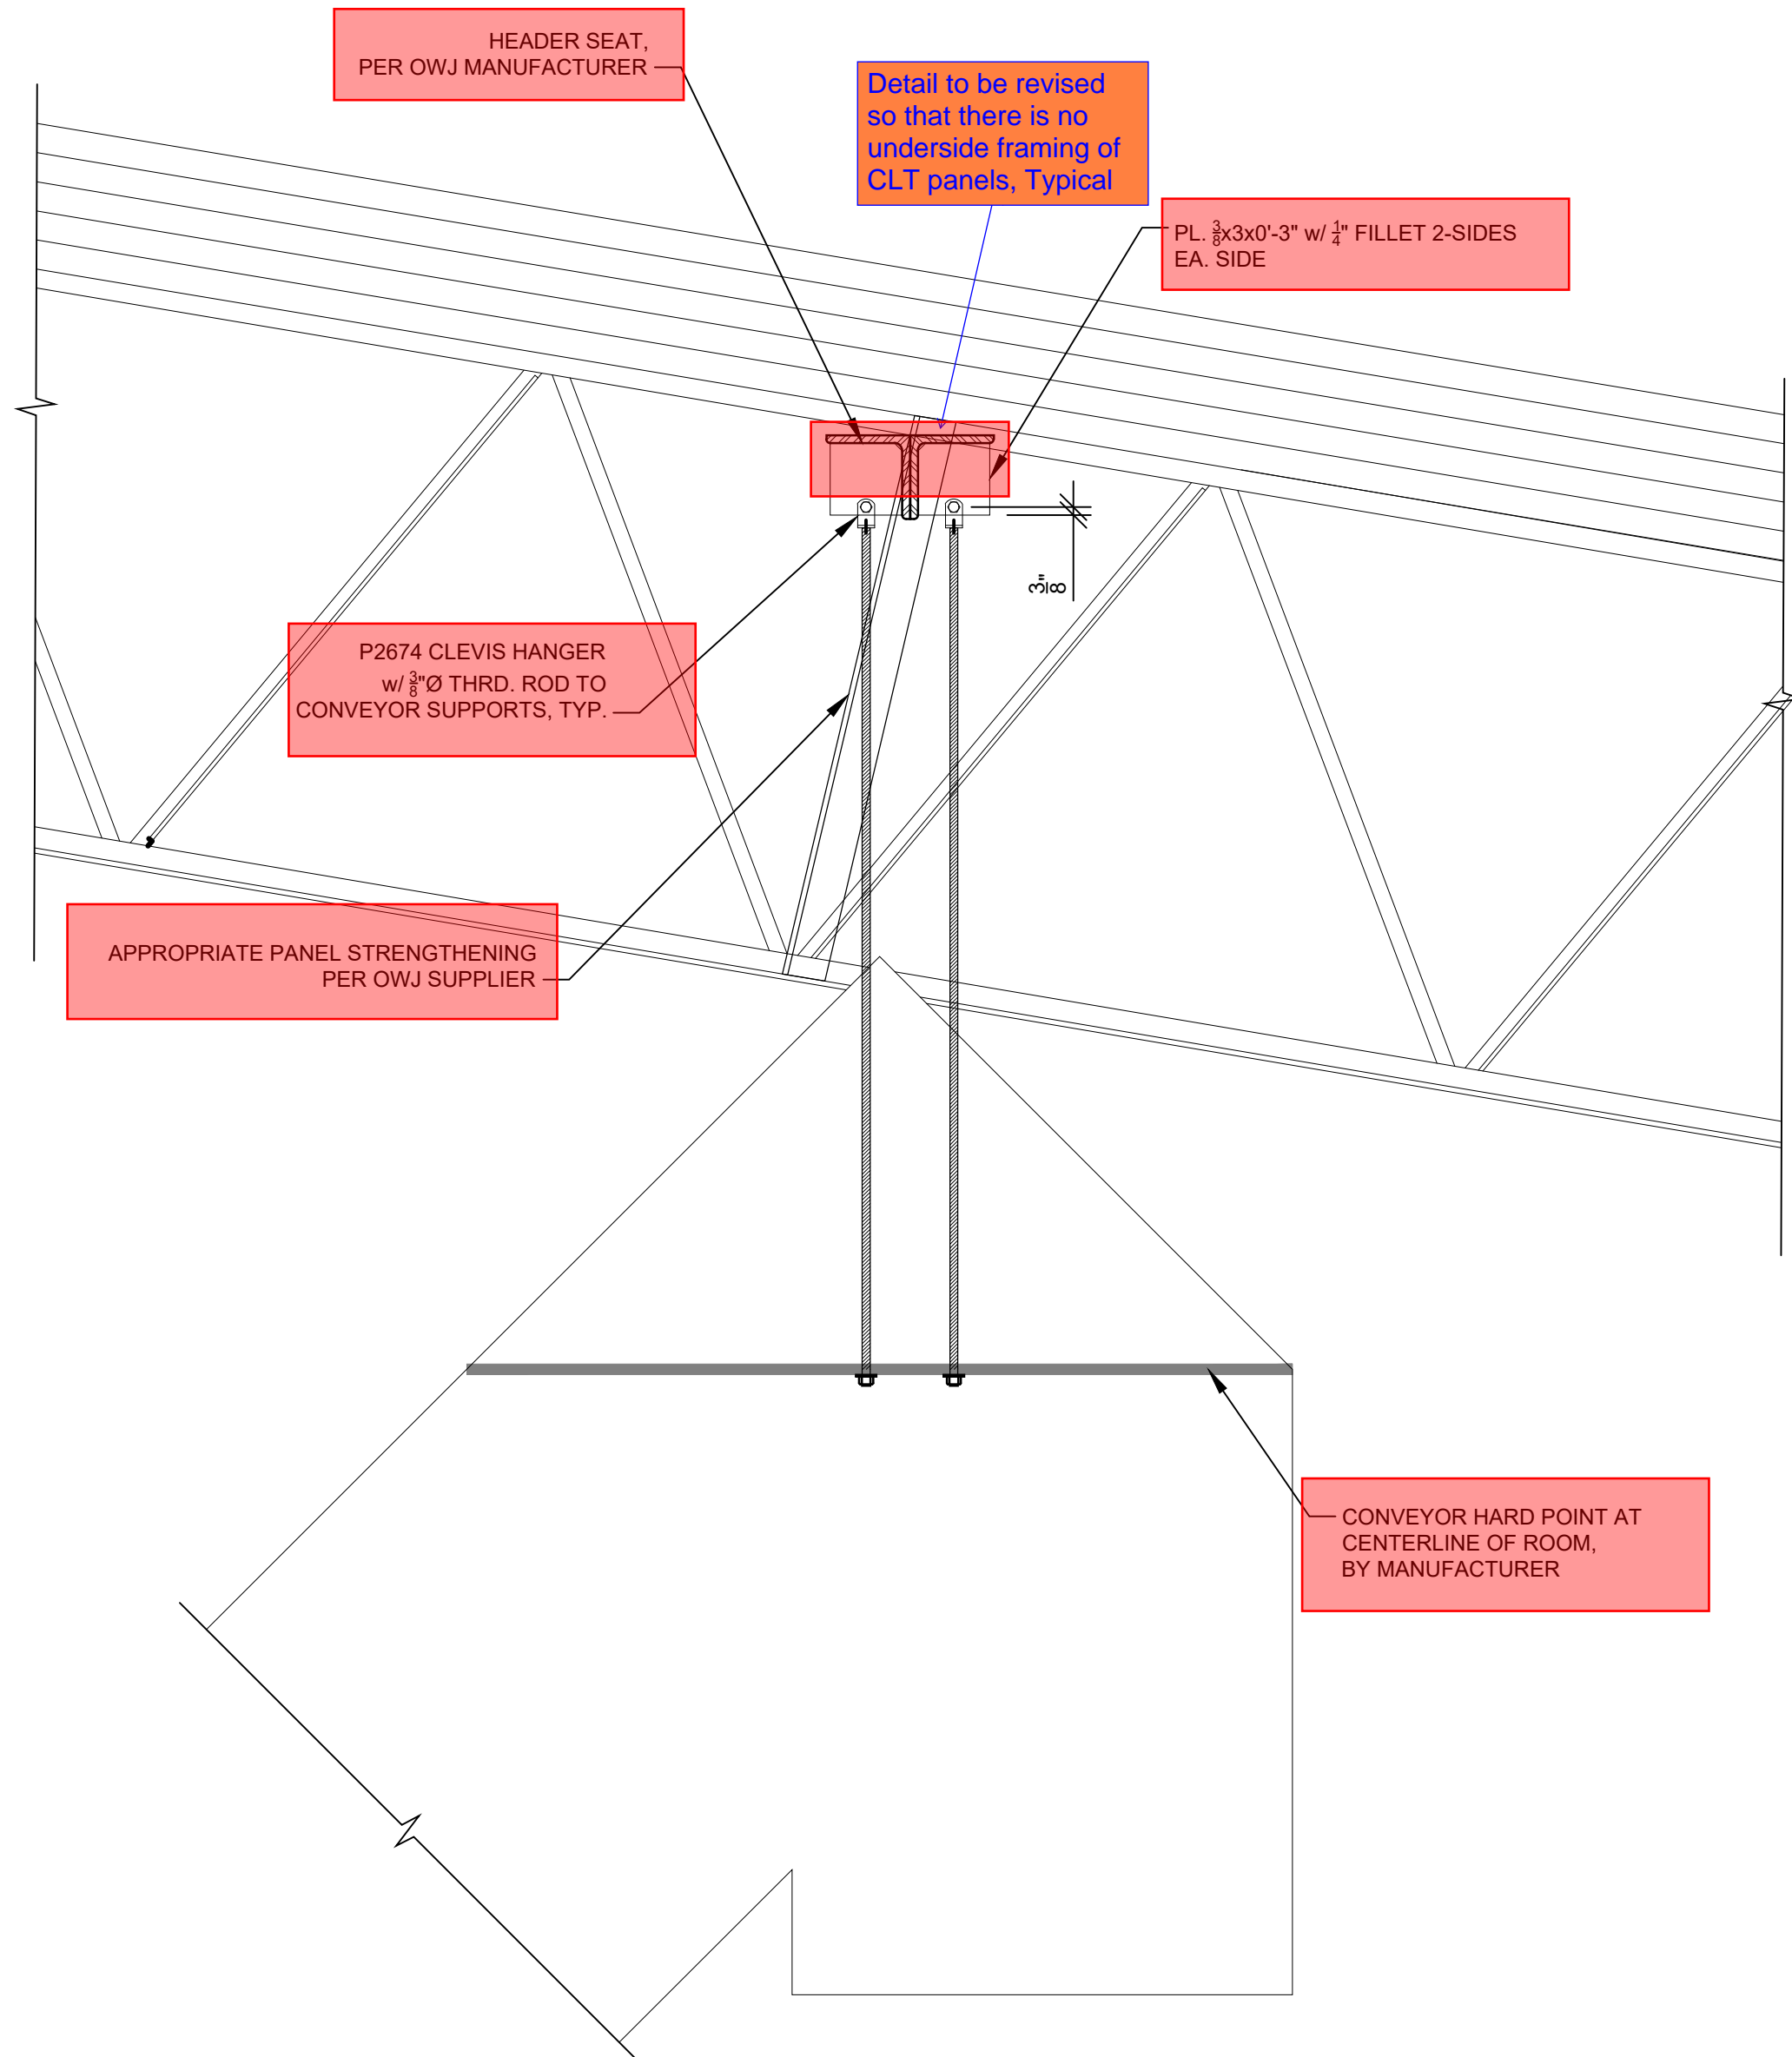 HEADER SEAT,
PER OWJ MANUFACTURER
Detail to be revised
so that there is no
underside framing of
CLT panels, Typical
PL. 3/8x3x0'-3" w/ 1/4" FILLET 2-SIDES
EA. SIDE
3/8"
P2674 CLEVIS HANGER
w/ 3/8"Ø THRD. ROD TO
CONVEYOR SUPPORTS, TYP.
APPROPRIATE PANEL STRENGTHENING
PER OWJ SUPPLIER
CONVEYOR HARD POINT AT
CENTERLINE OF ROOM,
BY MANUFACTURER